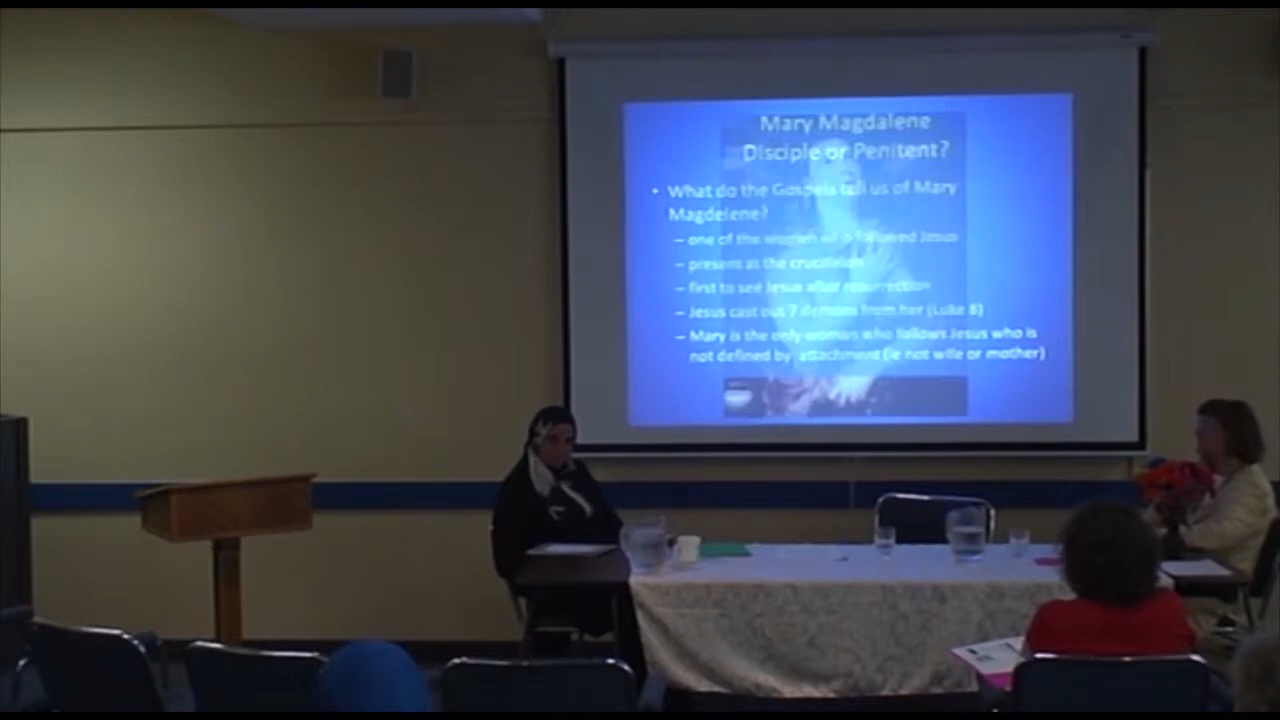 Mary Magdalene
Disciple or Penitent?
• What do the Gospels tell us of Mary
Magdelene?
– one of the women who followed Jesus
– present at the crucifixion
– first to see Jesus after resurrection
– Jesus cast out 7 demons from her (Luke 8)
– Mary is the only woman who follows Jesus who is
not defined by attachment (ie not wife or mother)